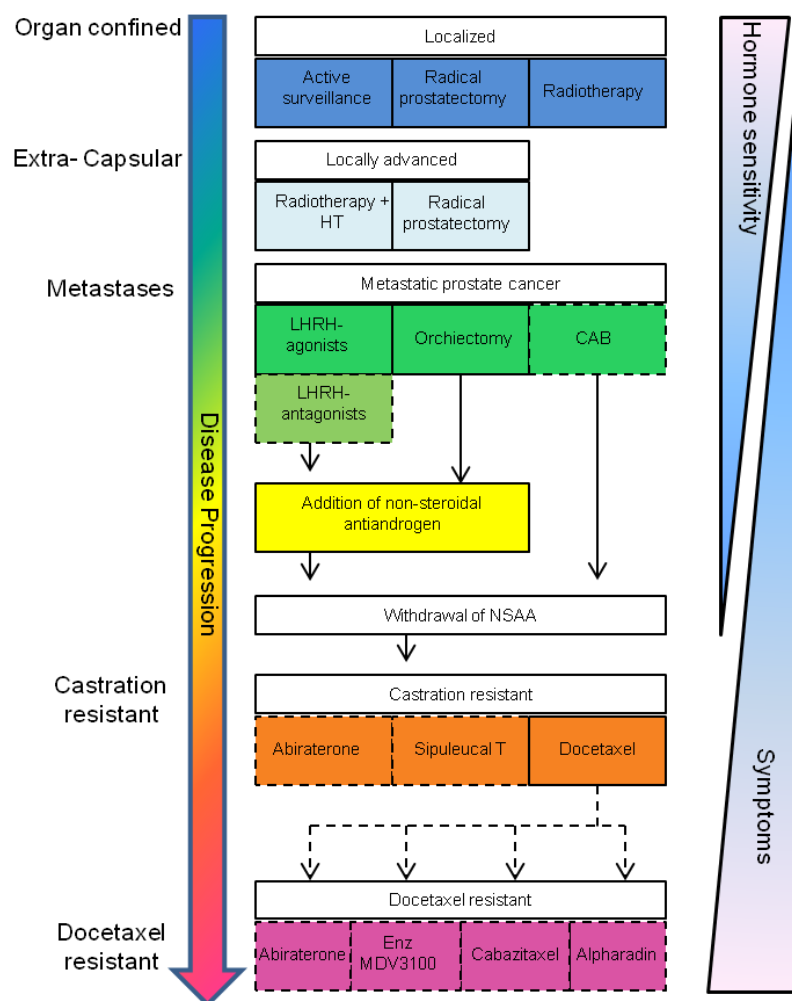 Organ confined
Localized
Active
surveillance
Radical
prostatectomy
Radiotherapy
Extra- Capsular
Locally advanced
Radiotherapy +
HT
Radical
prostatectomy
Metastases
Metastatic prostate cancer
LHRH-
agonists
Orchiectomy
CAB
LHRH-
antagonists
Addition of non-steroidal
antiandrogen
Withdrawal of NSAA
Castration
resistant
Castration resistant
Abiraterone
Sipuleucal T
Docetaxel
Docetaxel
resistant
Docetaxel resistant
Abiraterone
Enz
MDV3100
Cabazitaxel
Alpharadin
Disease Progression
Hormone sensitivity
Symptoms